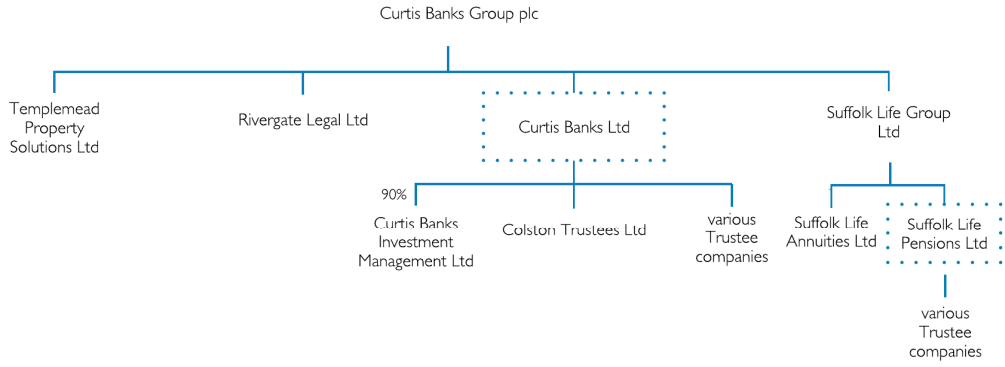 Curtis Banks Group plc
Templemead
Property
Solutions Ltd
Rivergate Legal Ltd
Curtis Banks Ltd
Suffolk Life Group
Ltd
90%
Curtis Banks
Investment
Management Ltd
Colston Trustees Ltd
various
Trustee
companies
Suffolk Life
Annuities Ltd
Suffolk Life
Pensions Ltd
various
Trustee
companies